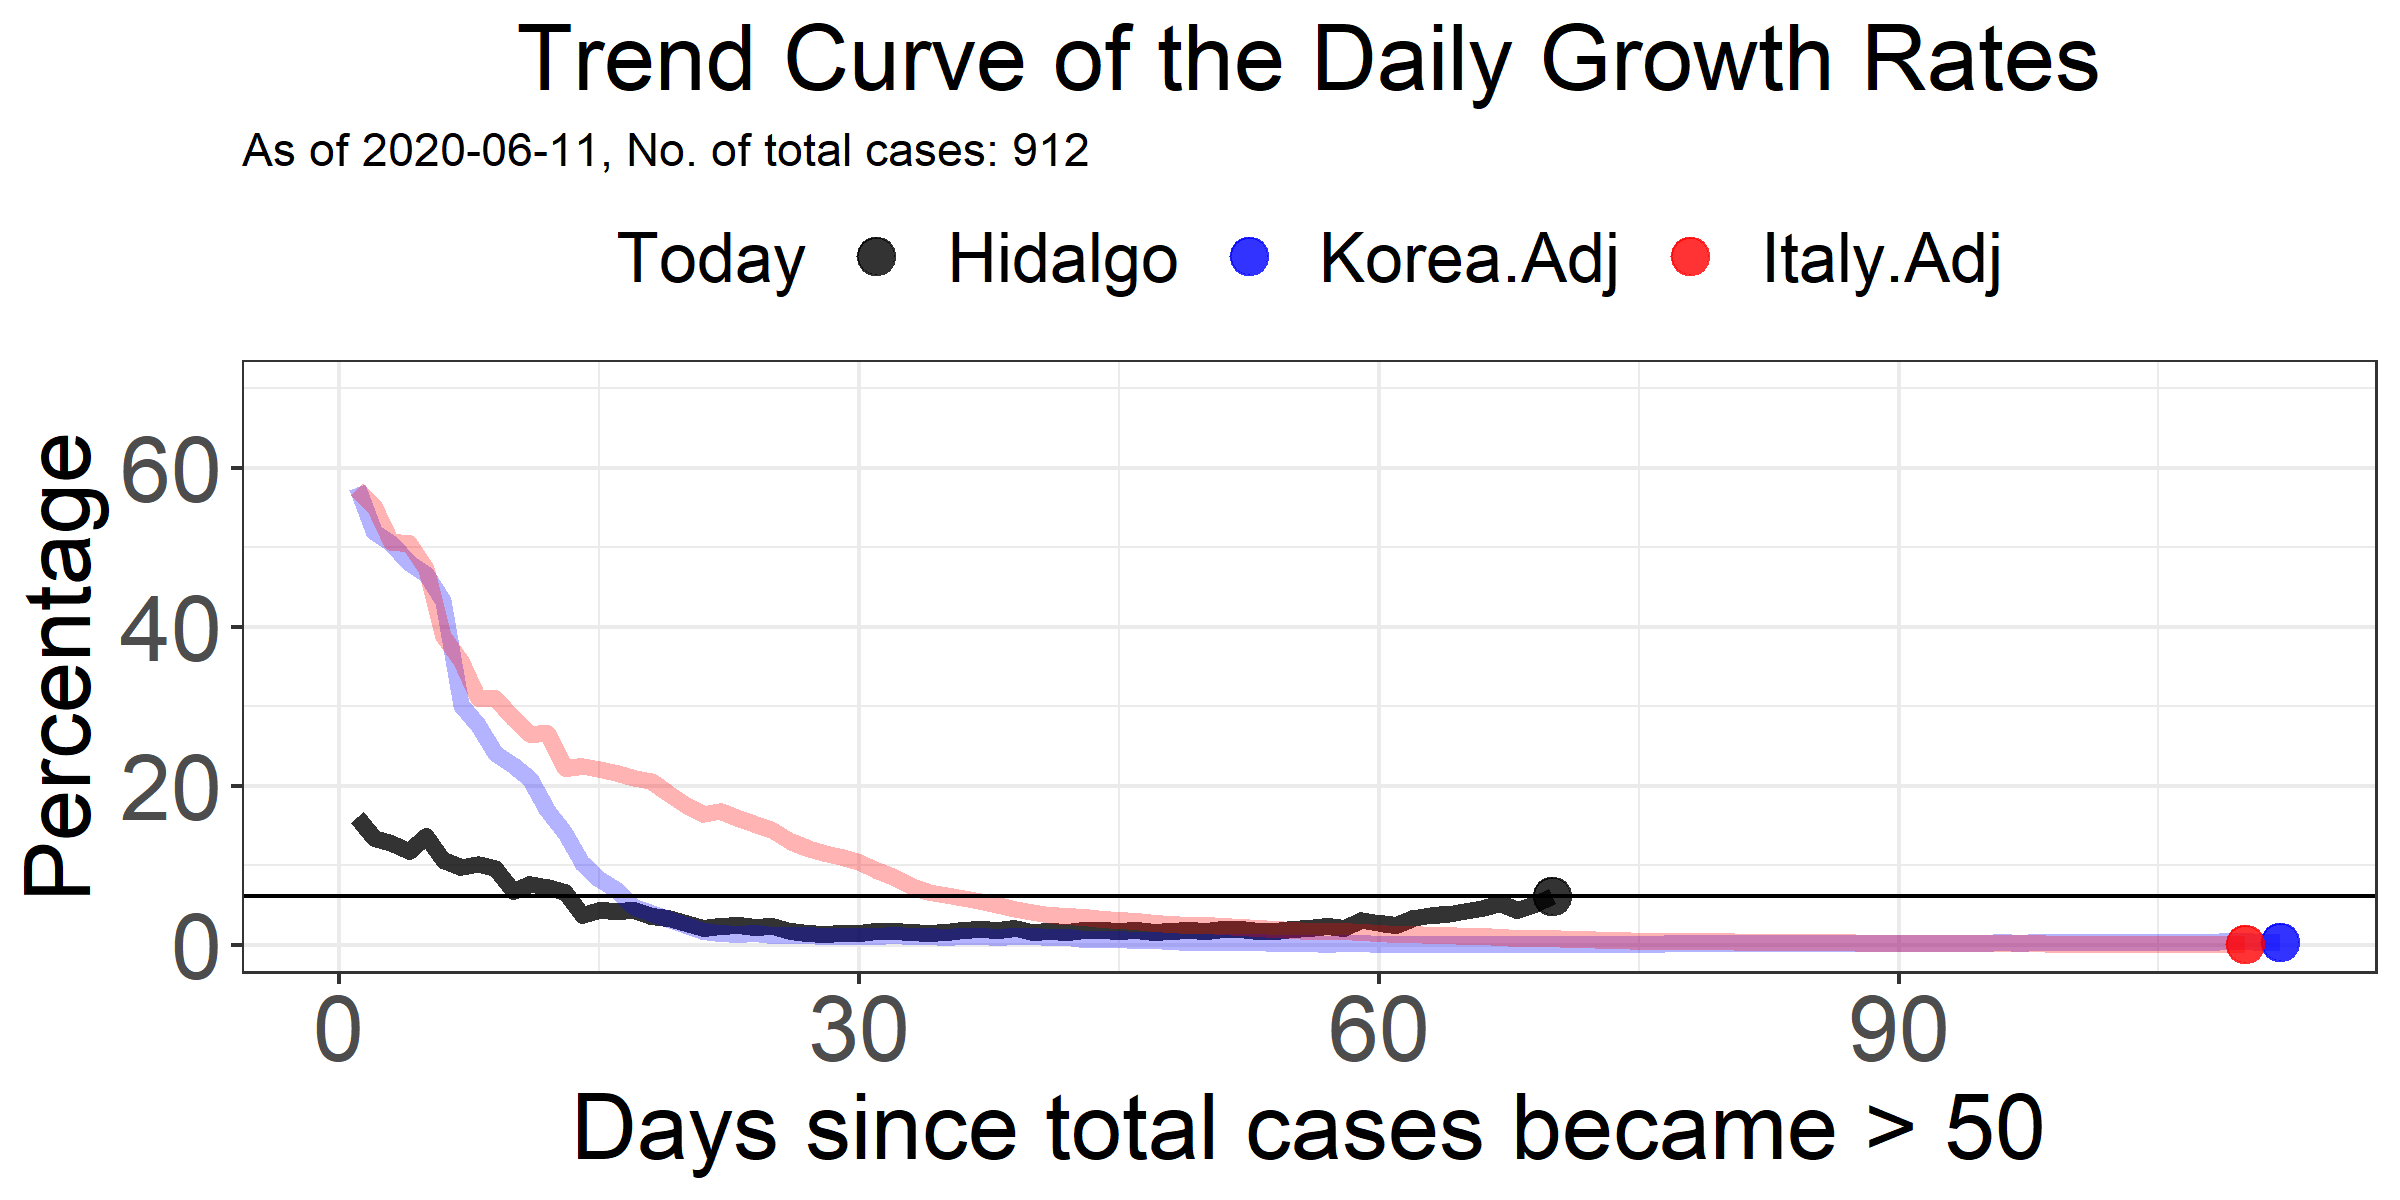 Trend Curve of the Daily Growth Rates
As of 2020-06-11, No. of total cases: 912
Today Hidalgo Korea.Adj Italy.Adj
Percentage
60
40
20
0
0 30 60 90
Days since total cases became > 50